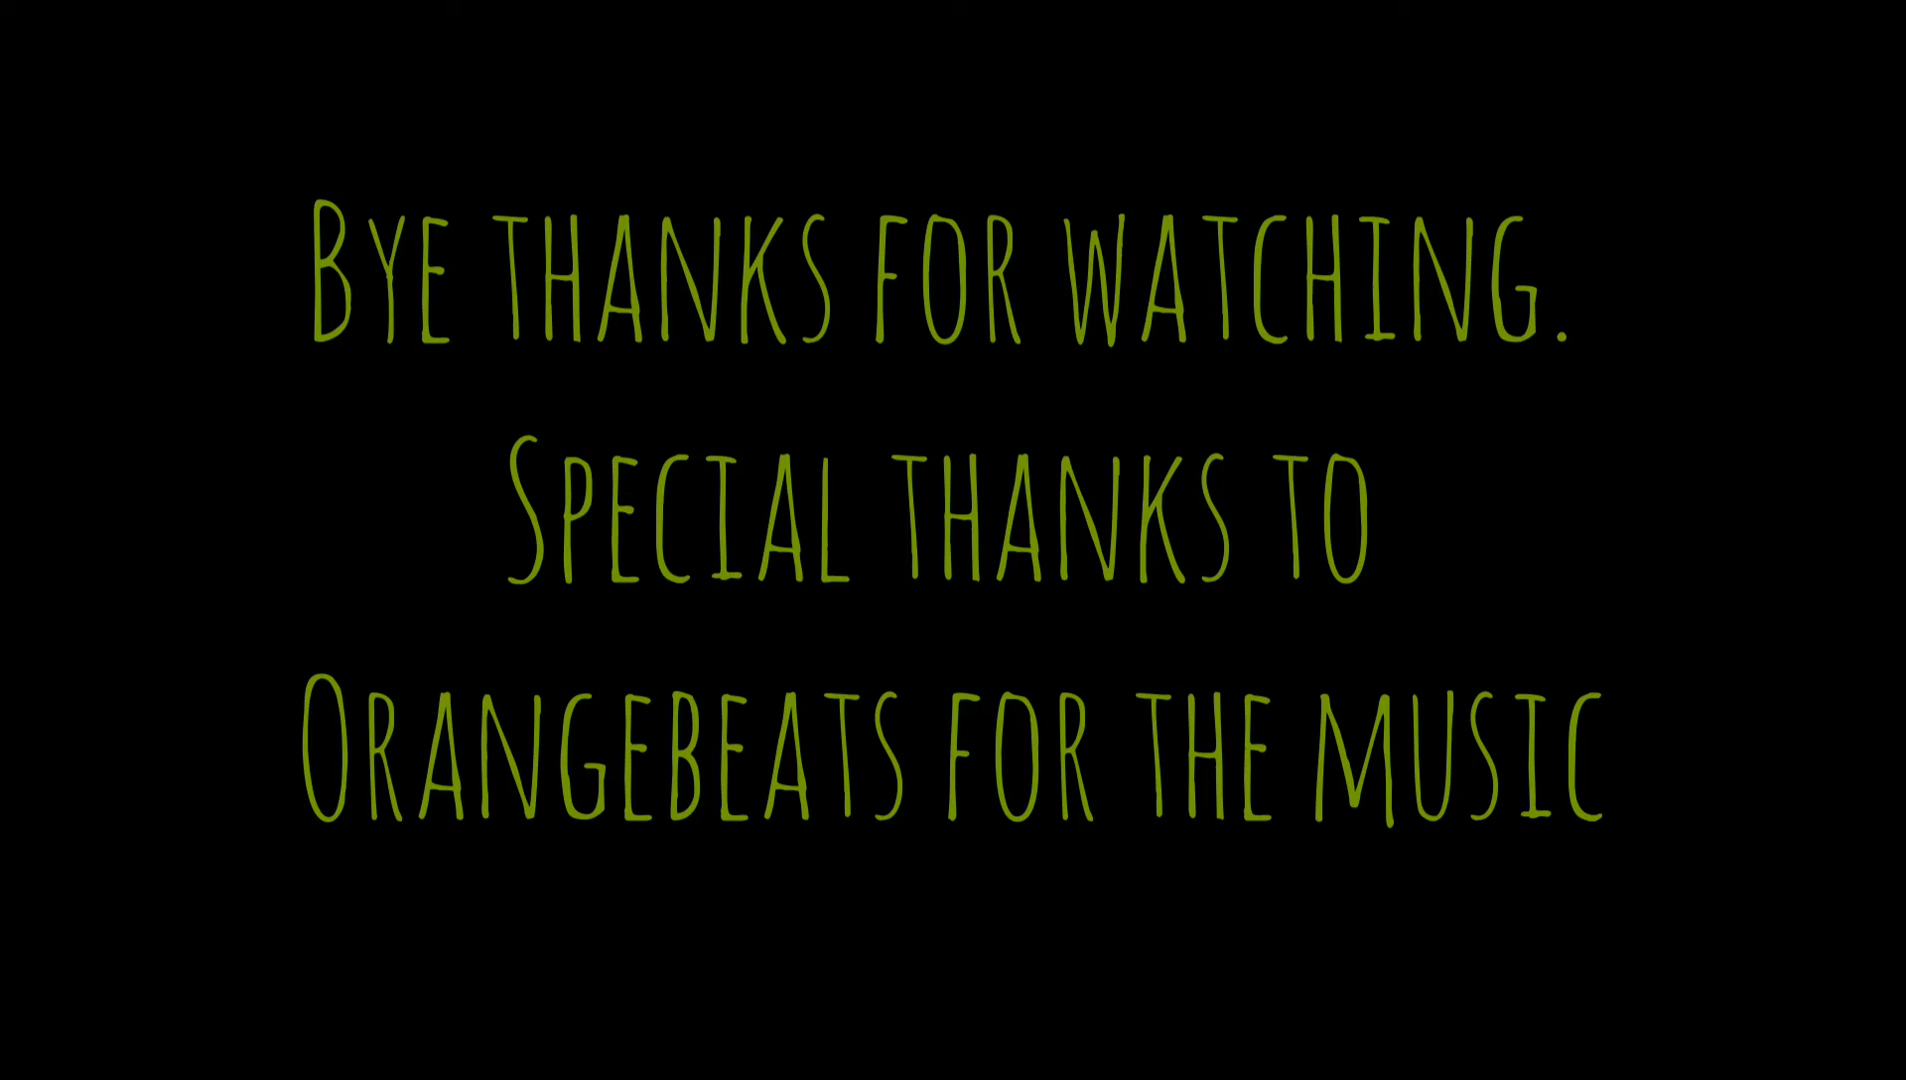 Bye thanks for watching.
Special thanks to
Orangebeats for the music